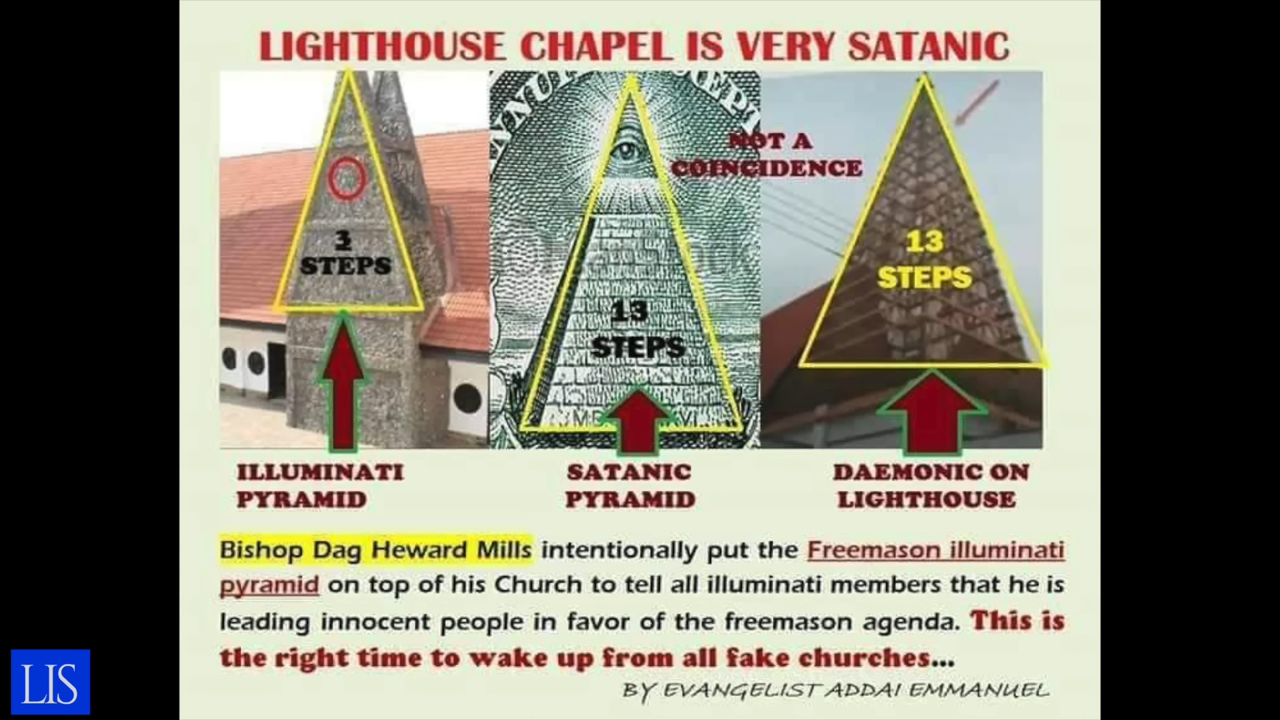 LIGHTHOUSE CHAPEL IS VERY SATANIC
NOT A
COINCIDENCE
3
STEPS
13
STEPS
13
STEPS
ILLUMINATI
PYRAMID
SATANIC
PYRAMID
DAEMONIC ON
LIGHTHOUSE
Bishop Dag Heward Mills intentionally put the Freemason illuminati
pyramid on top of his Church to tell all illuminati members that he is
leading innocent people in favor of the freemason agenda. This is
the right time to wake up from all fake churches...
BY EVANGELIST ADDAI EMMANUEL
LIS